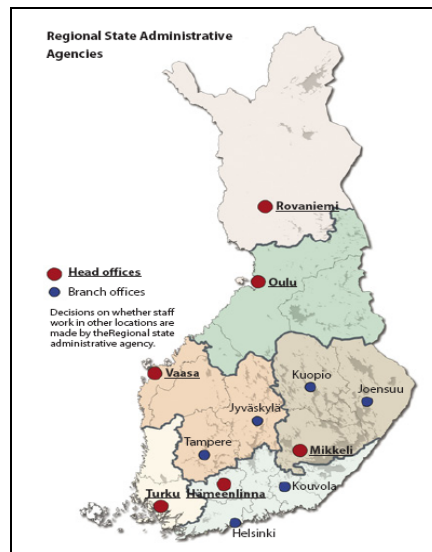 Regional State Administrative
Agencies
Rovaniemi
Head offices
Oulu
Branch offices
Decisions on whether staff
work in other locations are
made by theRegional state
administrative agency.
Vaasa
Kuopio
Joensuu
Jyväskylä
Tampere
Mikkeli
Turku
Hämeenlinna
Kouvola
Helsinki